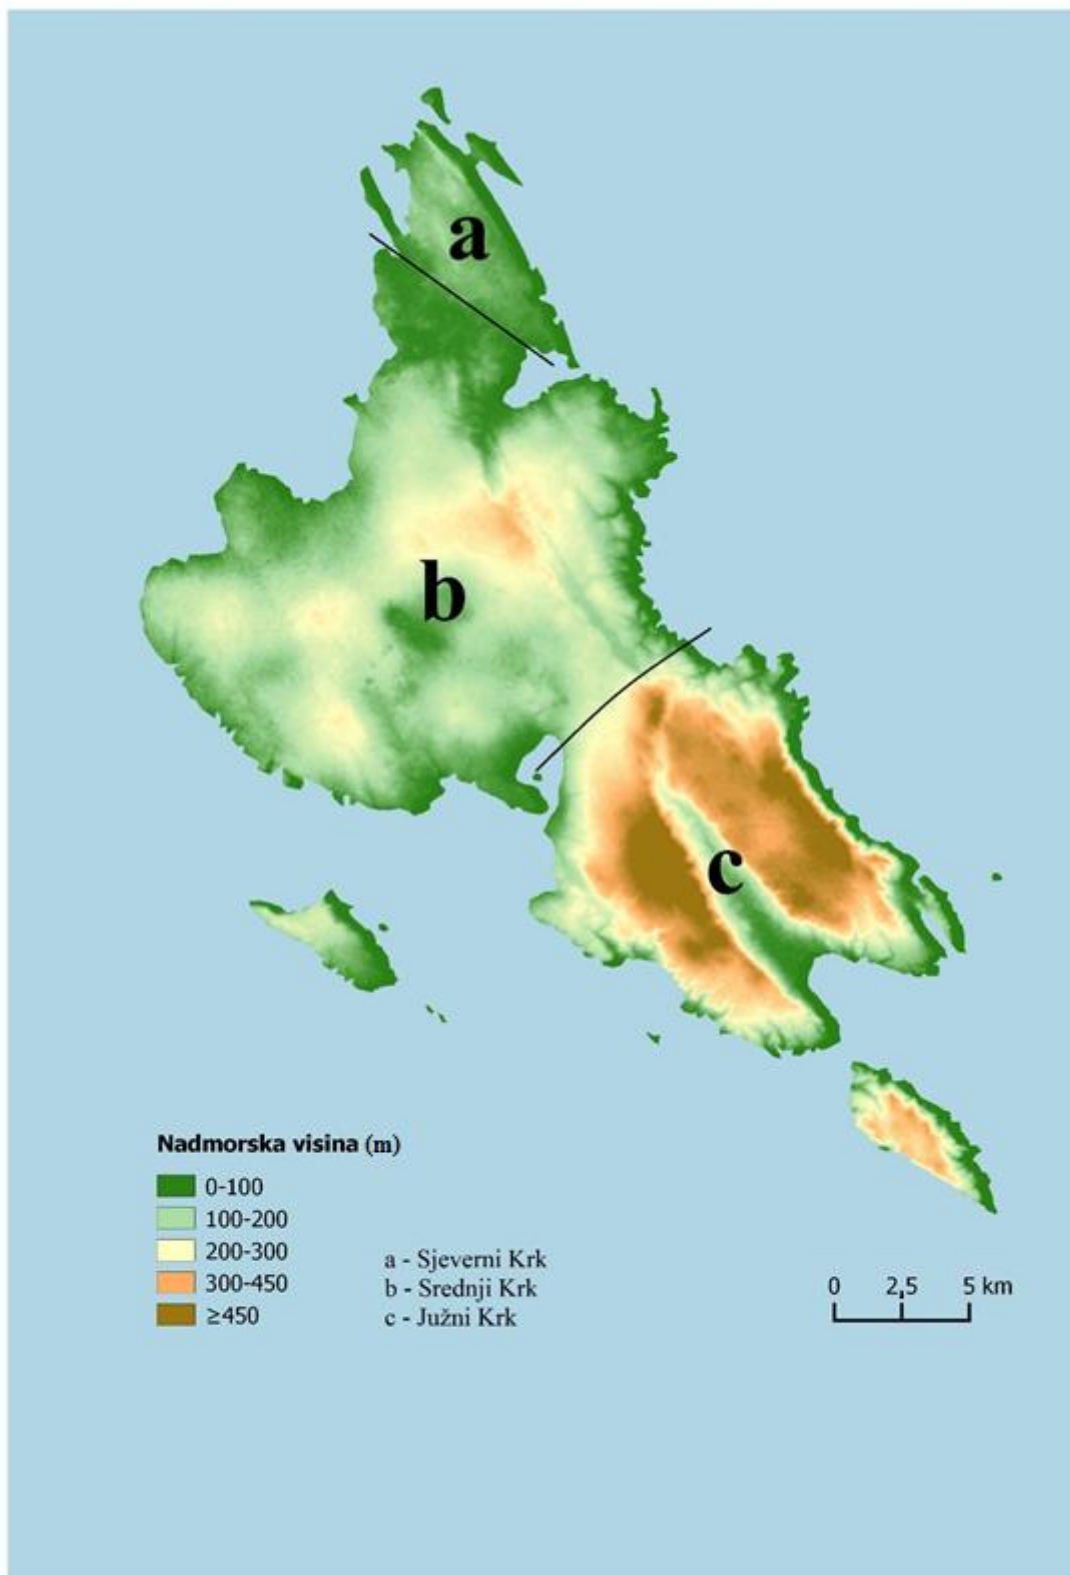 a
b
c
Nadmorska visina (m)
0-100
100-200
200-300
300-450
≥450
a - Sjeverni Krk
b - Srednji Krk
c - Južni Krk
0 2,5 5 km